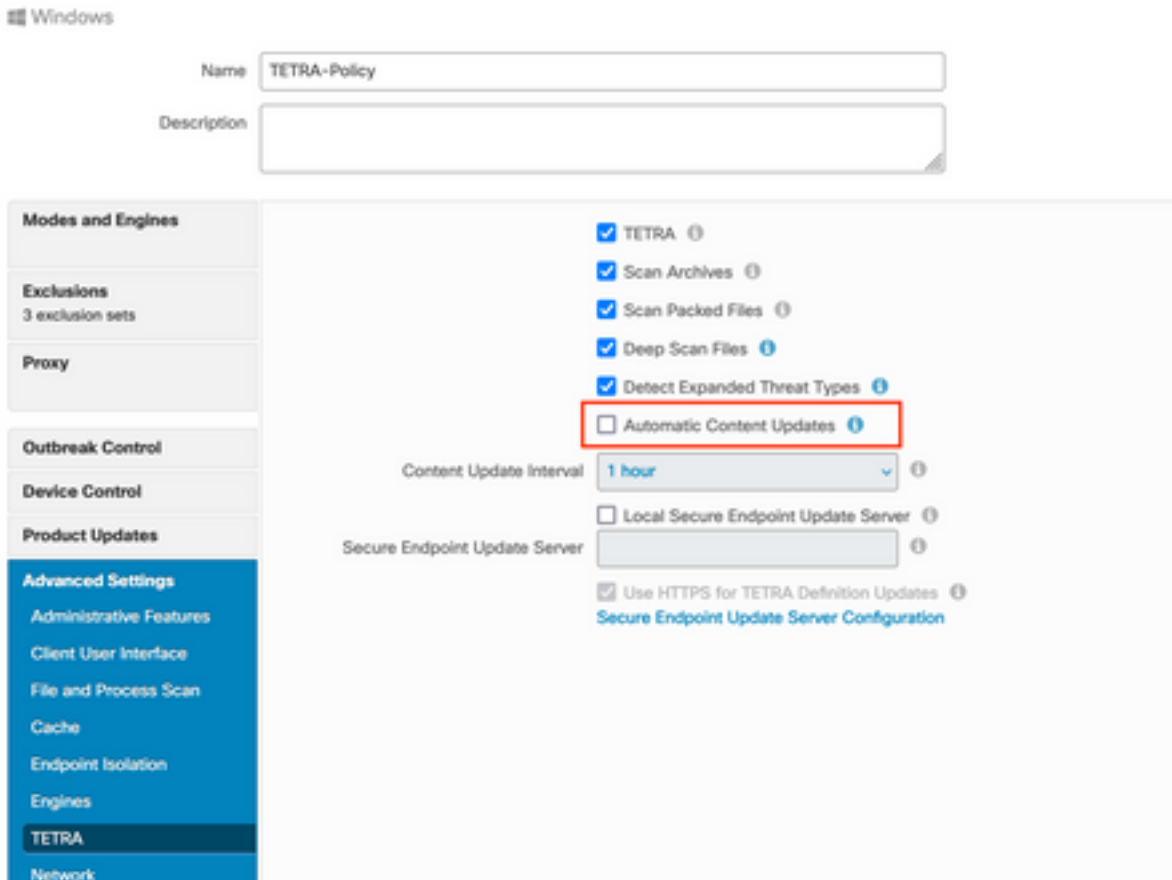 Windows
Name TETRA-Policy
Description
Modes and Engines
Exclusions
3 exclusion sets
Proxy
Outbreak Control
Device Control
Product Updates
Advanced Settings
Administrative Features
Client User Interface
File and Process Scan
Cache
Endpoint Isolation
Engines
TETRA
Network
TETRA
Scan Archives
Scan Packed Files
Deep Scan Files
Detect Expanded Threat Types
Automatic Content Updates
Content Update Interval 1 hour
Local Secure Endpoint Update Server
Secure Endpoint Update Server
Use HTTPS for TETRA Definition Updates
Secure Endpoint Update Server Configuration